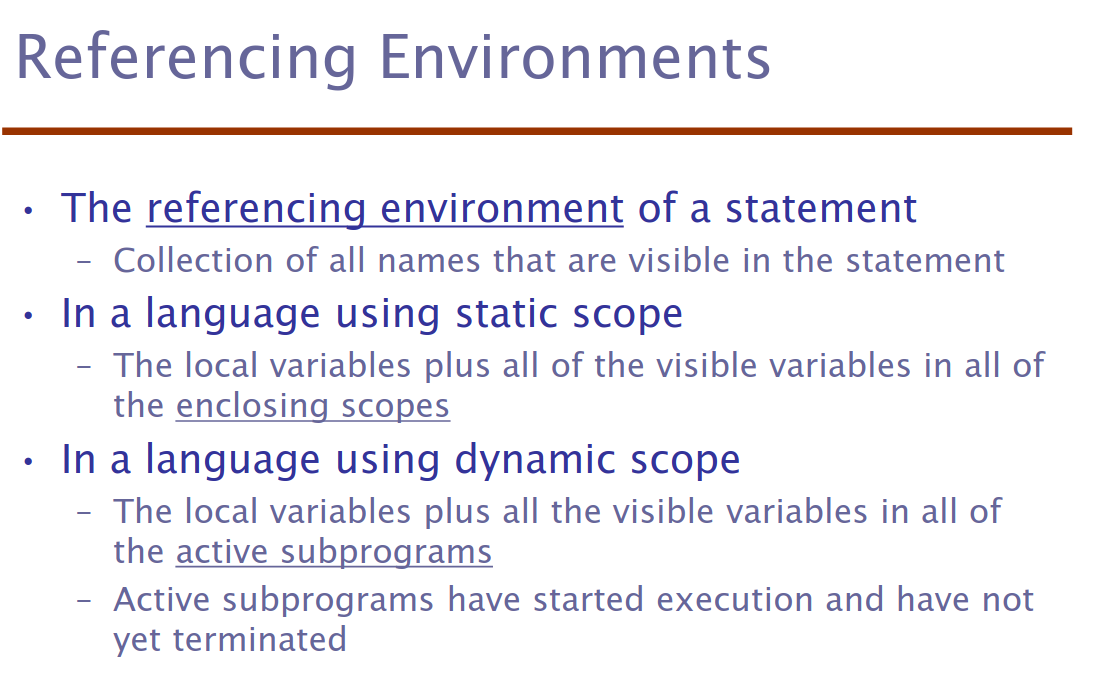 Referencing Environments
• The referencing environment of a statement
– Collection of all names that are visible in the statement
• In a language using static scope
– The local variables plus all of the visible variables in all of
the enclosing scopes
• In a language using dynamic scope
– The local variables plus all the visible variables in all of
the active subprograms
– Active subprograms have started execution and have not
yet terminated